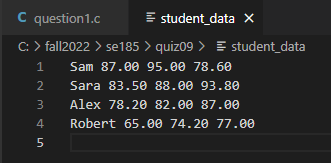 C question1.c student_data ×
C: > fall2022 > se185 > quiz09 > student_data
1 Sam 87.00 95.00 78.60
2 Sara 83.50 88.00 93.80
3 Alex 78.20 82.00 87.00
4 Robert 65.00 74.20 77.00
5